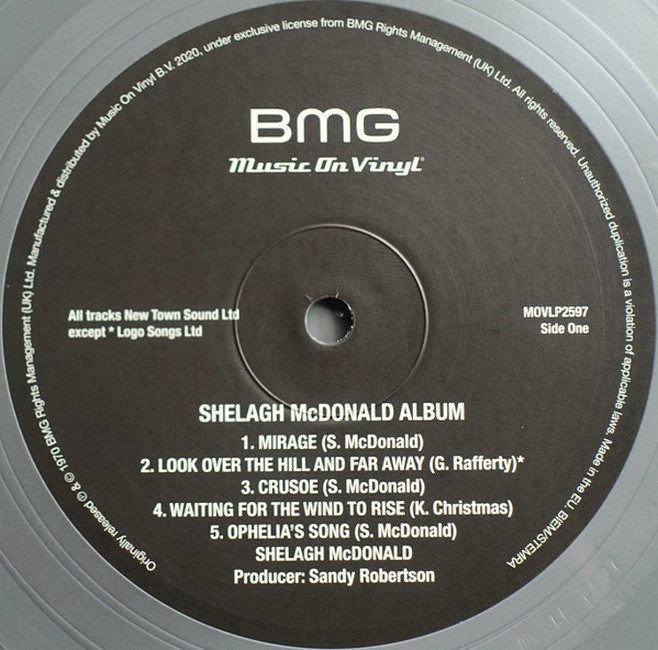 Originally released ℗ & © 1970 BMG Rights Management (UK) Ltd. Manufactured & distributed by Music On Vinyl B.V. 2020, under exclusive license from BMG Rights Management (UK) Ltd. All rights reserved. Unauthorized duplication is a violation of applicable laws. Made in the EU. BIEM/STEMRA
BMG
Music On Vinyl®
All tracks New Town Sound Ltd
except * Logo Songs Ltd
MOVLP2597
Side One
SHELAGH McDONALD ALBUM
1. MIRAGE (S. McDonald)
2. LOOK OVER THE HILL AND FAR AWAY (G. Rafferty)*
3. CRUSOE (S. McDonald)
4. WAITING FOR THE WIND TO RISE (K. Christmas)
5. OPHELIA'S SONG (S. McDonald)
SHELAGH McDONALD
Producer: Sandy Robertson